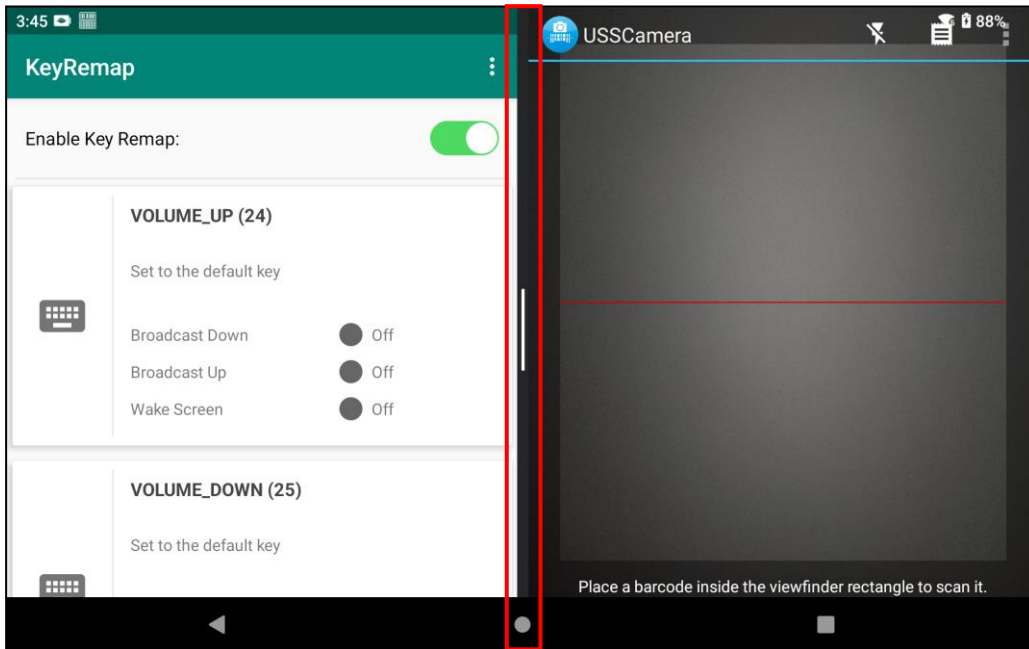 3:45
KeyRemap
Enable Key Remap:
VOLUME_UP (24)
Set to the default key
Broadcast Down Off
Broadcast Up Off
Wake Screen Off
VOLUME_DOWN (25)
Set to the default key
USSCamera
88%
Place a barcode inside the viewfinder rectangle to scan it.